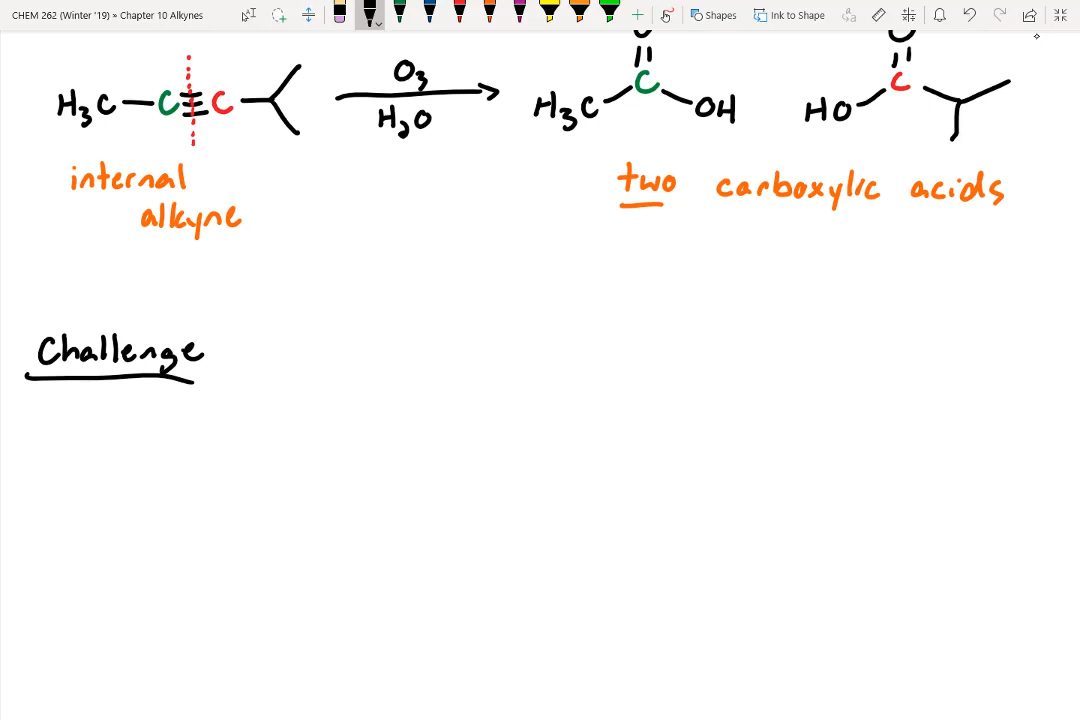 CHEM 262 (Winter '19) » Chapter 10 Alkynes
Shapes
Ink to Shape
O O
H₃C—C≡C O₃ H₃C C OH HO C
H₂O
internal
alkyne
two carboxylic acids
Challenge